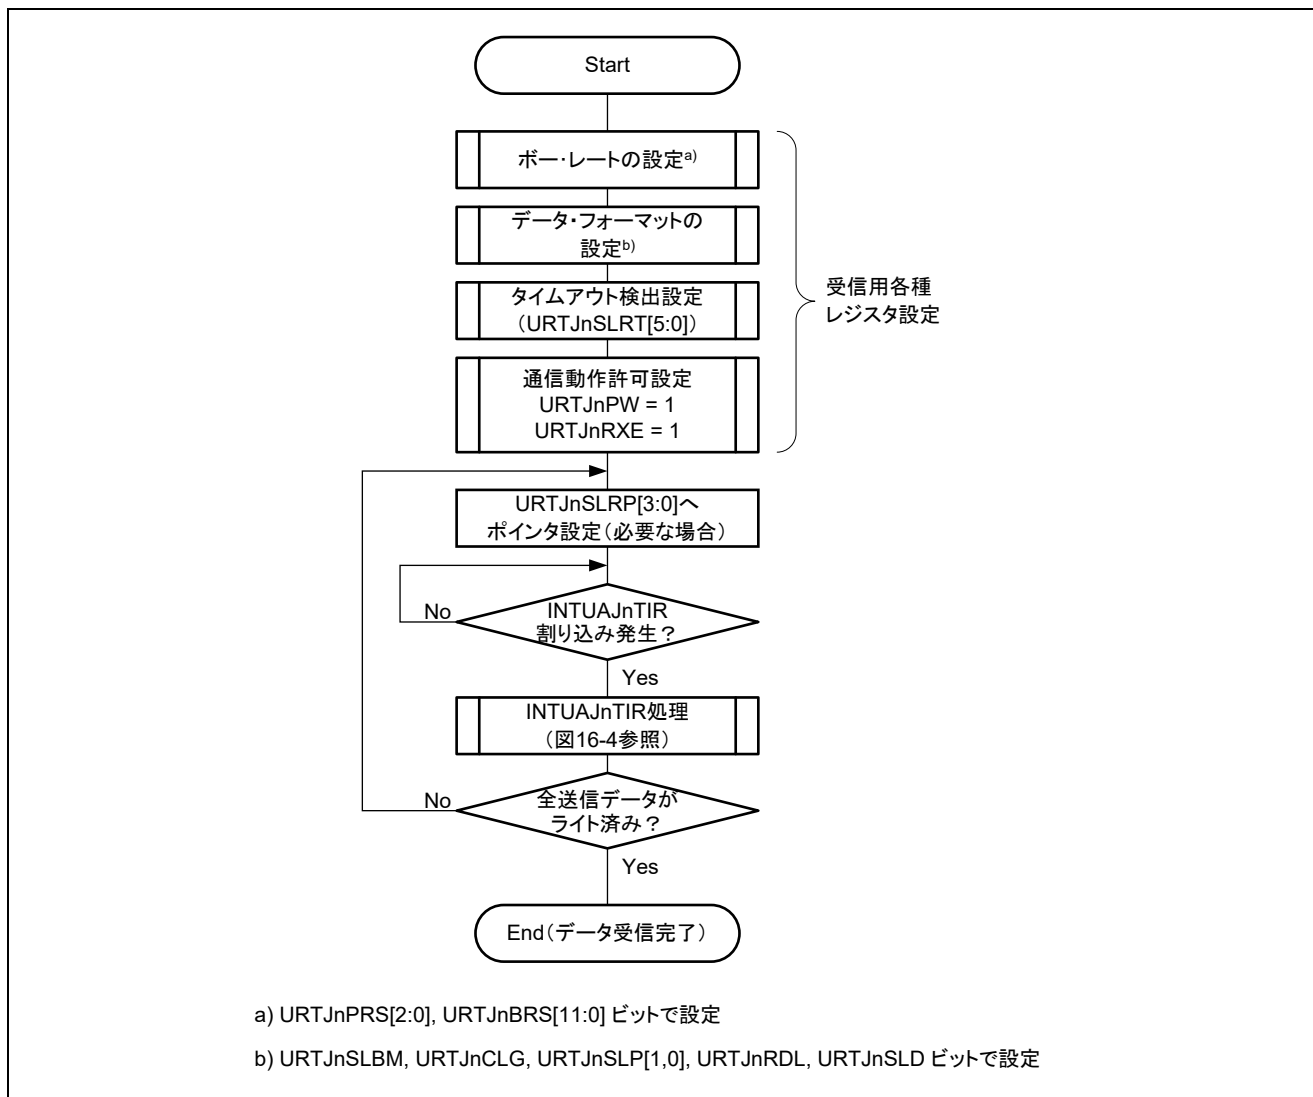 Start
ボー・レートの設定a)
データ・フォーマットの
設定b)
タイムアウト検出設定
（URTJnSLRT[5:0]）
通信動作許可設定
URTJnPW = 1
URTJnRXE = 1
受信用各種
レジスタ設定
URTJnSLRP[3:0]へ
ポインタ設定（必要な場合）
No
INTUAJnTIR
割り込み発生？
Yes
INTUAJnTIR処理
（図16-4参照）
No
全送信データが
ライト済み？
Yes
End（データ受信完了）
a) URTJnPRS[2:0], URTJnBRS[11:0] ビットで設定
b) URTJnSLBM, URTJnCLG, URTJnSLP[1,0], URTJnRDL, URTJnSLD ビットで設定